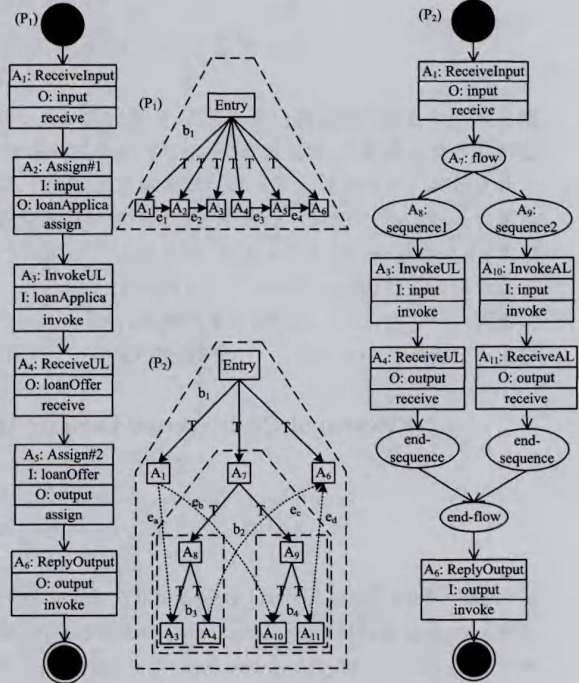 (P1)
A1: ReceiveInput
O: input
receive
A2: Assign#1
I: input
O: loanApplica
assign
A3: InvokeUL
I: loanApplica
invoke
A4: ReceiveUL
O: loanOffer
receive
A5: Assign#2
I: loanOffer
O: output
assign
A6: ReplyOutput
O: output
invoke
(P1)
Entry
b1
T T T T T T
A1 A2 A3 A4 A5 A6
e1 e2 e3 e4
(P2)
Entry
b1
T T T
A1 A7 A6
ea eb T b2 T ec ed
A8 A9
T T T T
b3 b4
A3 A4 A10 A11
(P2)
A1: ReceiveInput
O: input
receive
A7: flow
A8:
sequence1
A9:
sequence2
A3: InvokeUL
I: input
invoke
A10: InvokeAL
I: input
invoke
A4: ReceiveUL
O: output
receive
A11: ReceiveAL
O: output
receive
end-
sequence
end-
sequence
end-flow
A6: ReplyOutput
I: output
invoke